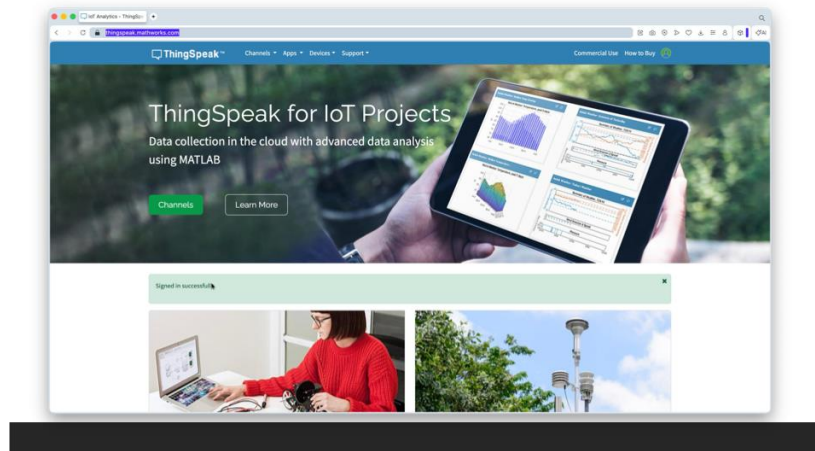 IoT Analytics - ThingSp
thingspeak.mathworks.com
ThingSpeak™ Channels Apps Devices Support Commercial Use How to Buy
ThingSpeak for IoT Projects
Data collection in the cloud with advanced data analysis
using MATLAB
Channels Learn More
Signed in successfully